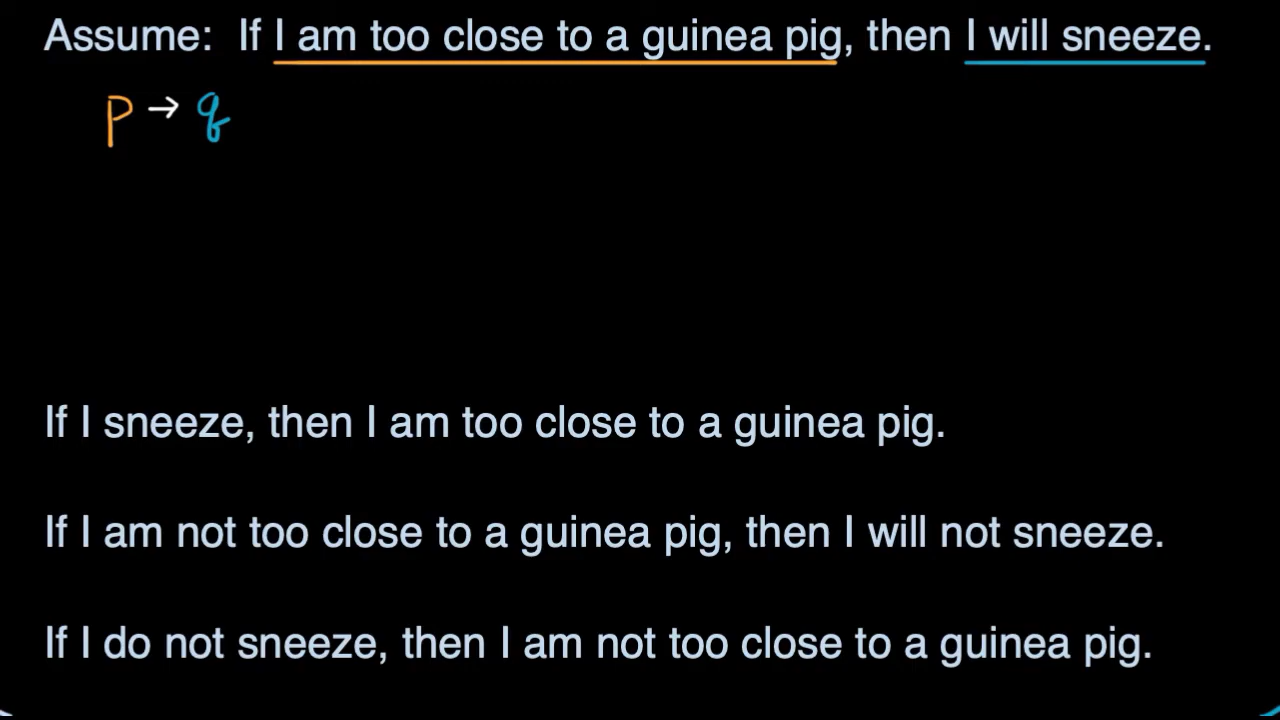 Assume: If I am too close to a guinea pig, then I will sneeze.
p → q
If I sneeze, then I am too close to a guinea pig.
If I am not too close to a guinea pig, then I will not sneeze.
If I do not sneeze, then I am not too close to a guinea pig.